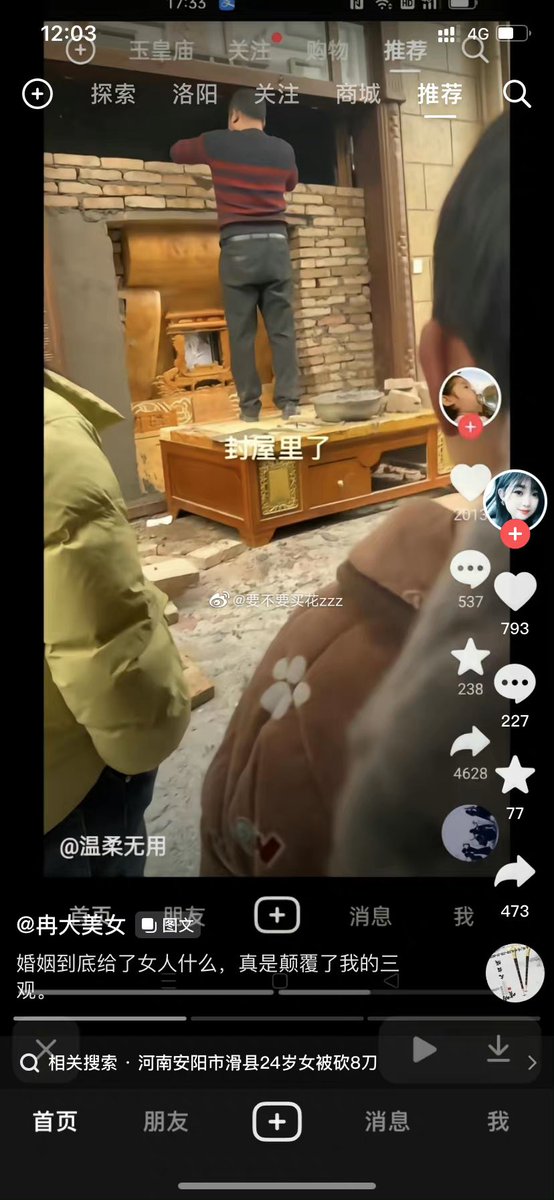 17:33
12:03
4G
玉皇庙 关注 购物 推荐
探索 洛阳 关注 商城 推荐
封屋里了
@要不要买花zzz
2013
537
793
238
227
4628
77
473
@温柔无用
首页 朋友 消息 我
@冉大美女 图文
婚姻到底给了女人什么，真是颠覆了我的三
观。
相关搜索 · 河南安阳市滑县24岁女被砍8刀
首页 朋友 消息 我